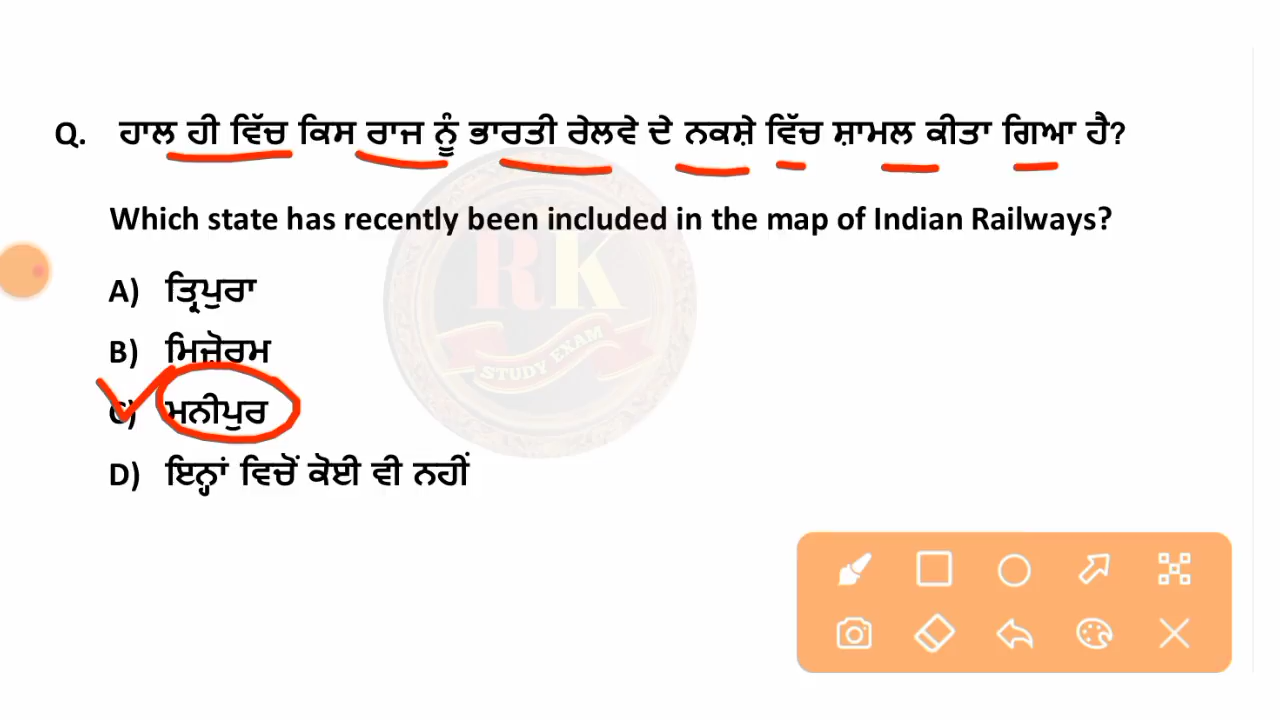 Q. ਹਾਲ ਹੀ ਵਿੱਚ ਕਿਸ ਰਾਜ ਨੂੰ ਭਾਰਤੀ ਰੇਲਵੇ ਦੇ ਨਕਸ਼ੇ ਵਿੱਚ ਸ਼ਾਮਲ ਕੀਤਾ ਗਿਆ ਹੈ?
Which state has recently been included in the map of Indian Railways?
RK
STUDY EXAM
A) ਤ੍ਰਿਪੁਰਾ
B) ਮਿਜ਼ੋਰਮ
C) ਮਨੀਪੁਰ
D) ਇਨ੍ਹਾਂ ਵਿਚੋਂ ਕੋਈ ਵੀ ਨਹੀਂ